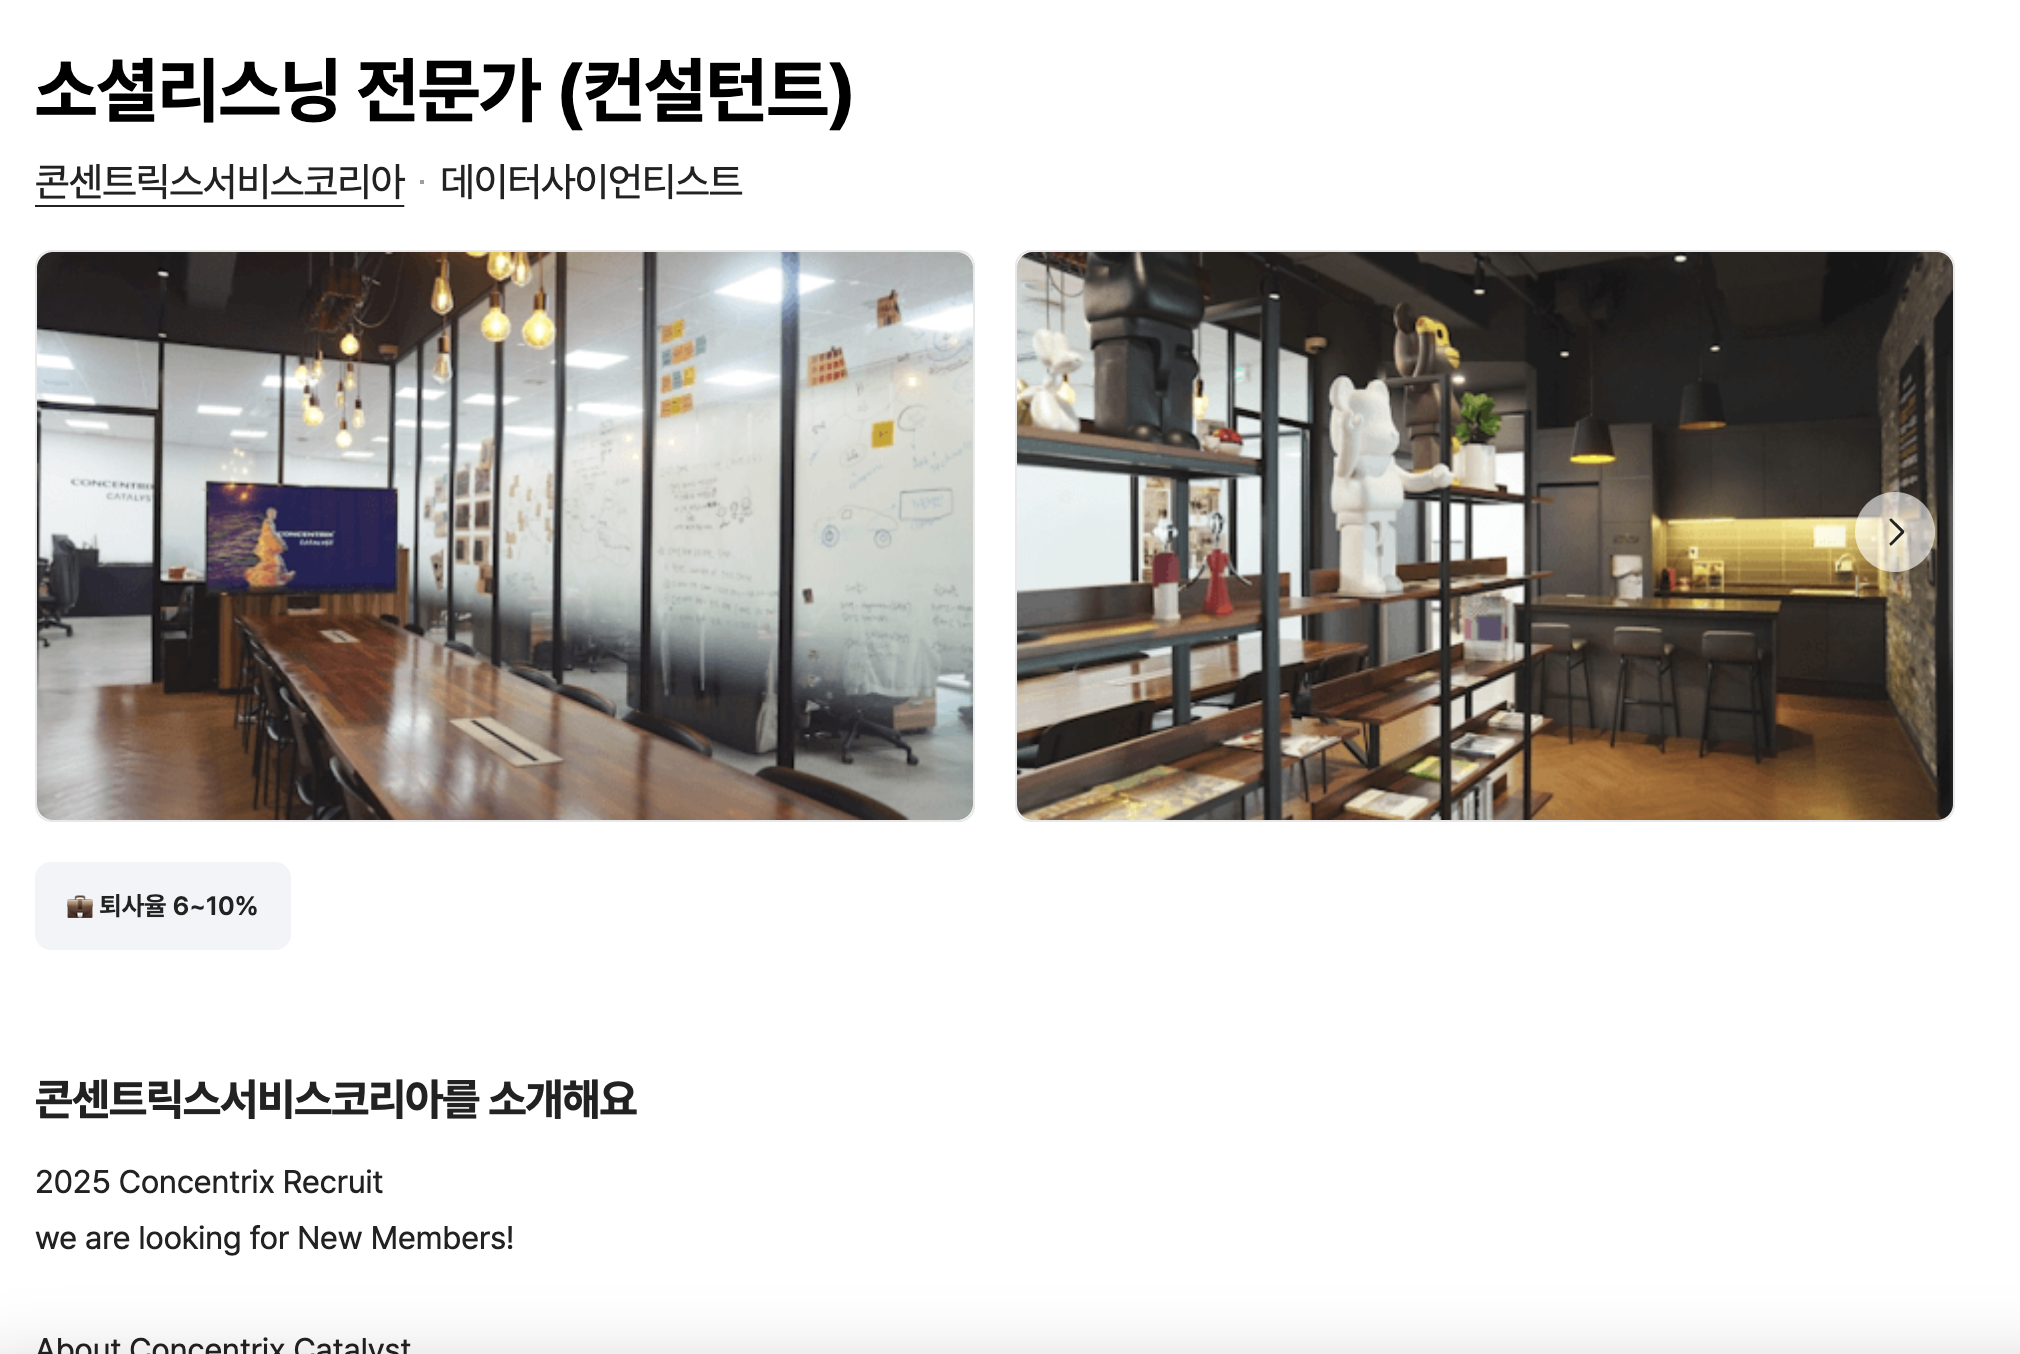 소셜리스닝 전문가 (컨설턴트)
콘센트릭스서비스코리아 · 데이터사이언티스트
CONCENTRIX
CATALYST
💼 퇴사율 6~10%
콘센트릭스서비스코리아를 소개해요
2025 Concentrix Recruit
we are looking for New Members!
About Concentrix Catalyst